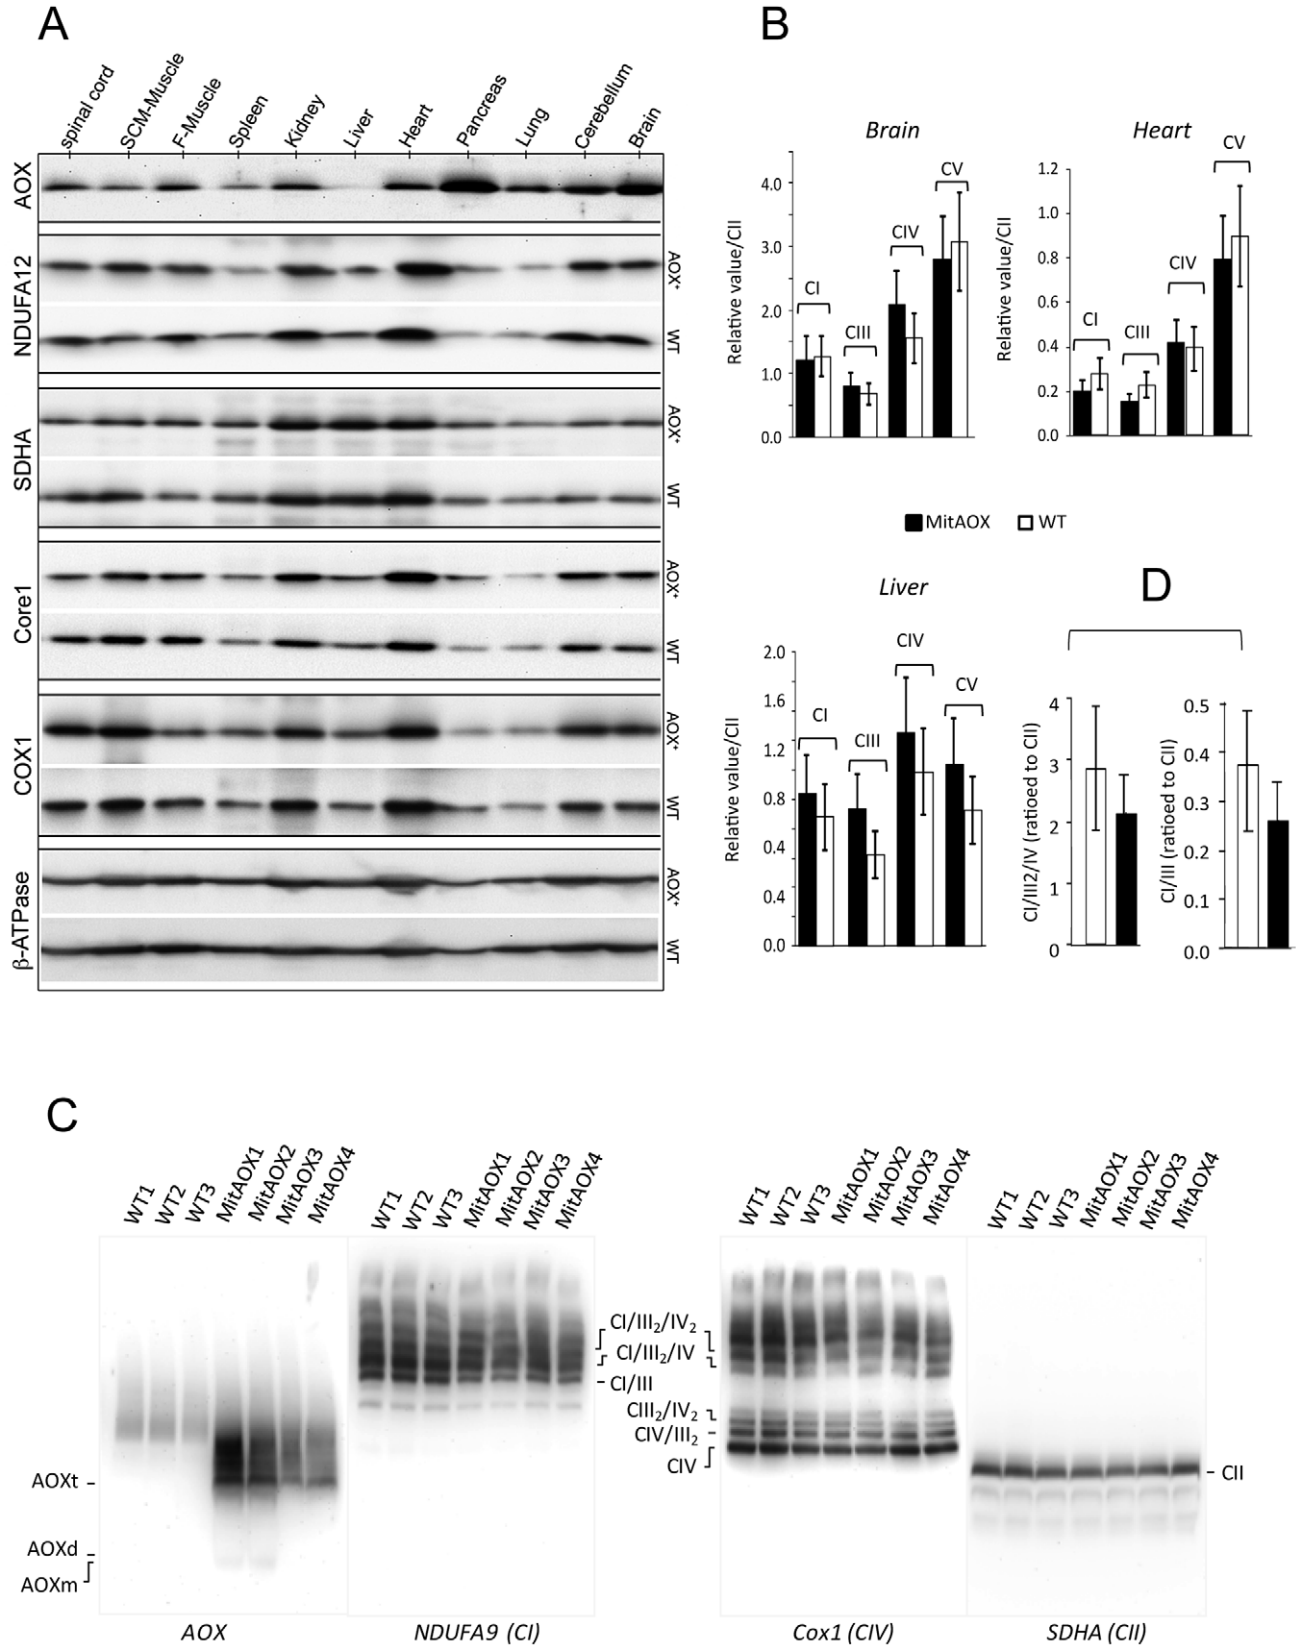 A
spinal cord
SCM-Muscle
F-Muscle
Spleen
Kidney
Liver
Heart
Pancreas
Lung
Cerebellum
Brain
AOX
NDUFA12
AOX⁺
WT
SDHA
AOX⁺
WT
Core1
AOX⁺
WT
COX1
AOX⁺
WT
β-ATPase
AOX⁺
WT
B
Brain
Relative value/CII
4.0
3.0
2.0
1.0
0.0
CI
CIII
CIV
CV
Heart
Relative value/CII
1.2
1.0
0.8
0.6
0.4
0.2
0.0
CI
CIII
CIV
CV
MitAOX
WT
Liver
Relative value/CII
2.0
1.6
1.2
0.8
0.4
0.4
0.0
CI
CIII
CIV
CV
D
CI/III2/IV (ratioed to CII)
4
3
2
1
0
CI/III (ratioed to CII)
0.5
0.4
0.3
0.2
0.1
0.0
C
WT1
WT2
WT3
MitAOX1
MitAOX2
MitAOX3
MitAOX4
WT1
WT2
WT3
MitAOX1
MitAOX2
MitAOX3
MitAOX4
WT1
WT2
WT3
MitAOX1
MitAOX2
MitAOX3
MitAOX4
WT1
WT2
WT3
MitAOX1
MitAOX2
MitAOX3
MitAOX4
AOXt
AOXd
AOXm
CI/III₂/IV₂
CI/III₂/IV
CI/III
CIII₂/IV₂
CIV/III₂
CIV
CII
AOX
NDUFA9 (CI)
Cox1 (CIV)
SDHA (CII)